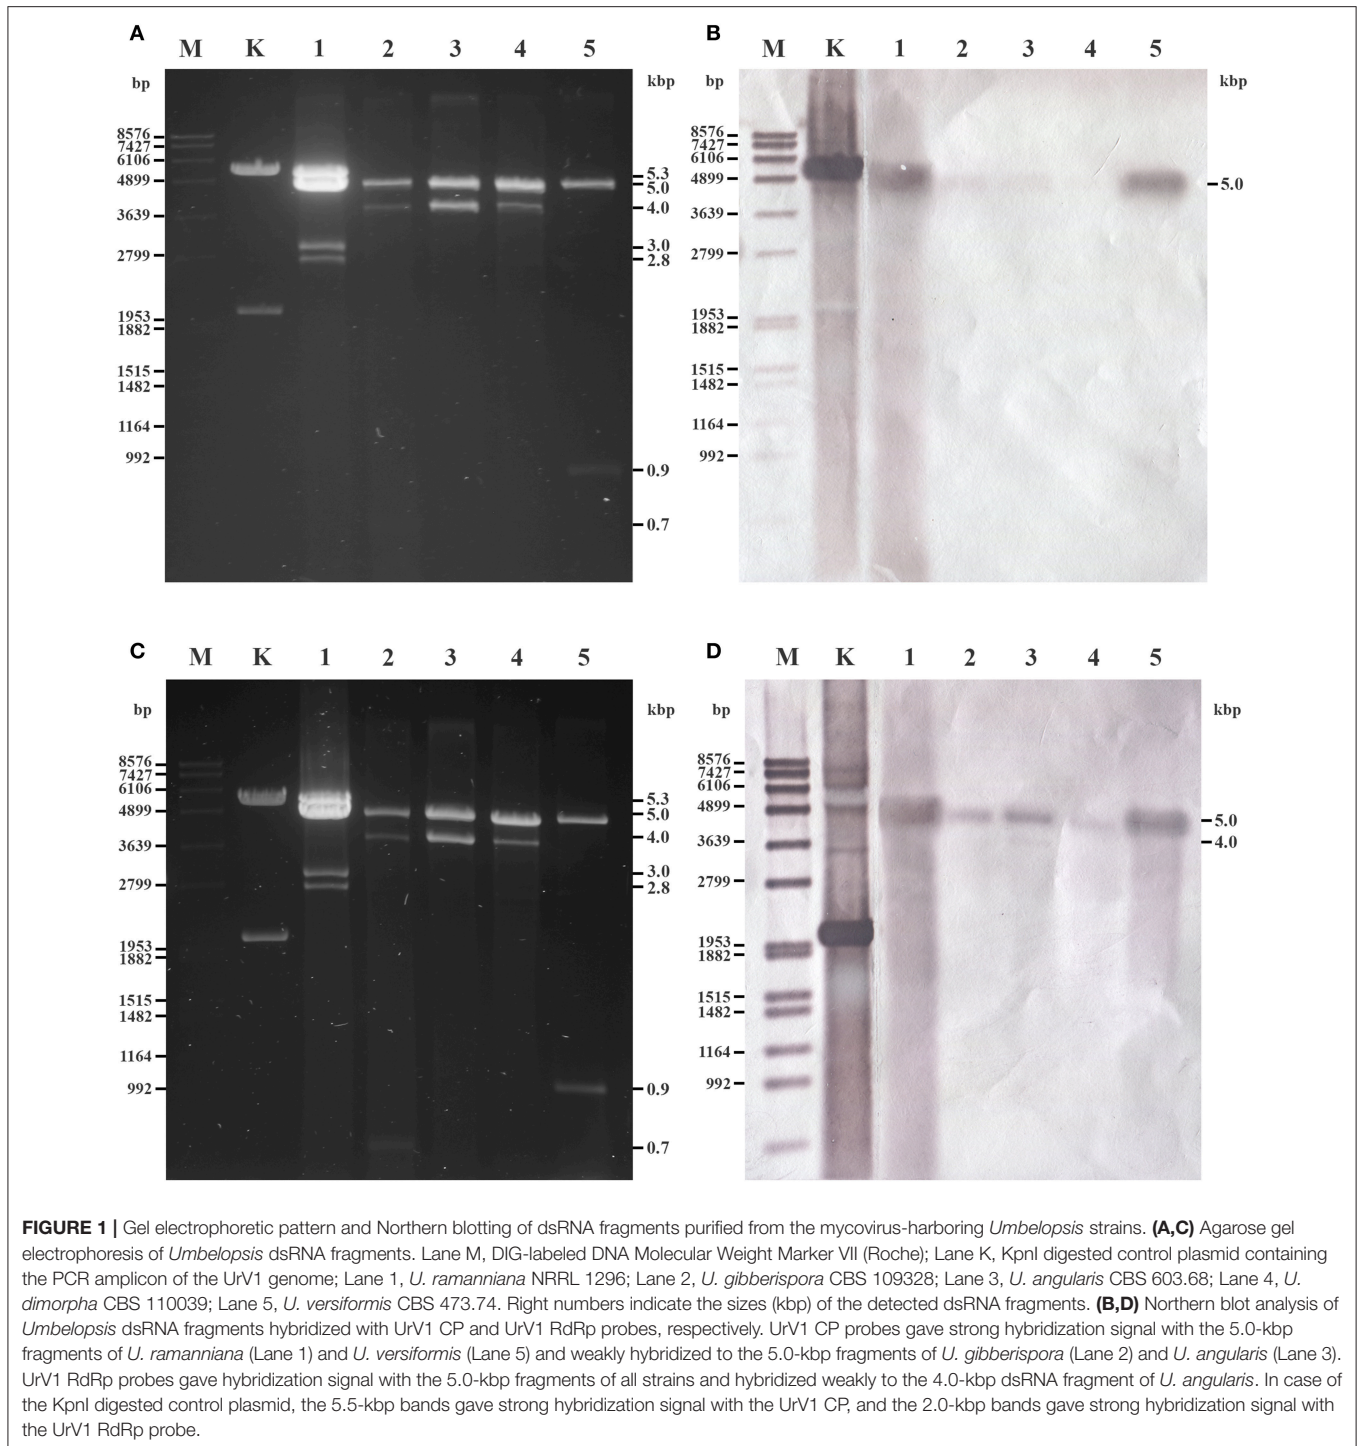 A
M K 1 2 3 4 5
bp
kbp
8576
7427
6106
4899
3639
2799
1953
1882
1515
1482
1164
992
5.3
5.0
4.0
3.0
2.8
0.9
0.7
B
M K 1 2 3 4 5
bp
kbp
8576
7427
6106
4899
3639
2799
1953
1882
1515
1482
1164
992
5.0
C
M K 1 2 3 4 5
bp
kbp
8576
7427
6106
4899
3639
2799
1953
1882
1515
1482
1164
992
5.3
5.0
4.0
3.0
2.8
0.9
0.7
D
M K 1 2 3 4 5
bp
kbp
8576
7427
6106
4899
3639
2799
1953
1882
1515
1482
1164
992
5.0
4.0
FIGURE 1 | Gel electrophoretic pattern and Northern blotting of dsRNA fragments purified from the mycovirus-harboring Umbelopsis strains. (A,C) Agarose gel
electrophoresis of Umbelopsis dsRNA fragments. Lane M, DIG-labeled DNA Molecular Weight Marker VII (Roche); Lane K, KpnI digested control plasmid containing
the PCR amplicon of the UrV1 genome; Lane 1, U. ramanniana NRRL 1296; Lane 2, U. gibberispora CBS 109328; Lane 3, U. angularis CBS 603.68; Lane 4, U.
dimorpha CBS 110039; Lane 5, U. versiformis CBS 473.74. Right numbers indicate the sizes (kbp) of the detected dsRNA fragments. (B,D) Northern blot analysis of
Umbelopsis dsRNA fragments hybridized with UrV1 CP and UrV1 RdRp probes, respectively. UrV1 CP probes gave strong hybridization signal with the 5.0-kbp
fragments of U. ramanniana (Lane 1) and U. versiformis (Lane 5) and weakly hybridized to the 5.0-kbp fragments of U. gibberispora (Lane 2) and U. angularis (Lane 3).
UrV1 RdRp probes gave hybridization signal with the 5.0-kbp fragments of all strains and hybridized weakly to the 4.0-kbp dsRNA fragment of U. angularis. In case of
the KpnI digested control plasmid, the 5.5-kbp bands gave strong hybridization signal with the UrV1 CP, and the 2.0-kbp bands gave strong hybridization signal with
the UrV1 RdRp probe.